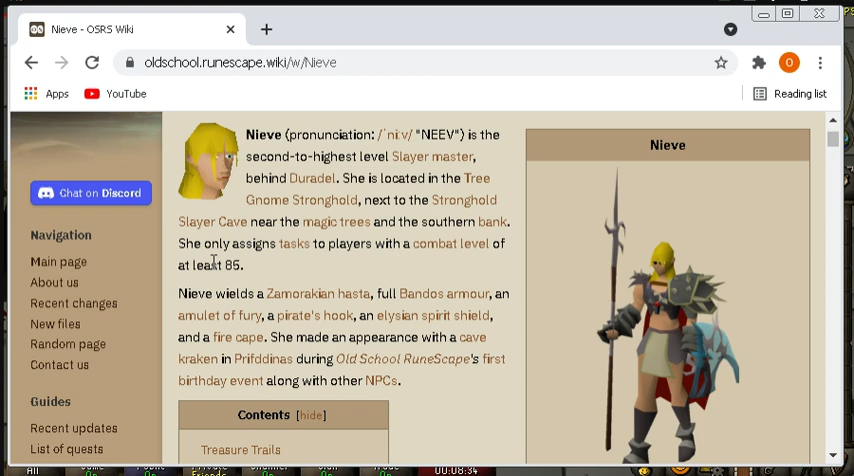 Nieve - OSRS Wiki
oldschool.runescape.wiki/w/Nieve
O
Apps
YouTube
Reading list
Chat on Discord
Navigation
Main page
About us
Recent changes
New files
Random page
Contact us
Guides
Recent updates
List of quests
Nieve (pronunciation: /ˈniːv/ "NEEV") is the
second-to-highest level Slayer master,
behind Duradel. She is located in the Tree
Gnome Stronghold, next to the Stronghold
Slayer Cave near the magic trees and the southern bank.
She only assigns tasks to players with a combat level of
at least 85.
Nieve wields a Zamorakian hasta, full Bandos armour, an
amulet of fury, a pirate's hook, an elysian spirit shield,
and a fire cape. She made an appearance with a cave
kraken in Prifddinas during Old School RuneScape's first
birthday event along with other NPCs.
Contents [hide]
Treasure Trails
Nieve
All
Friends
00:08:34